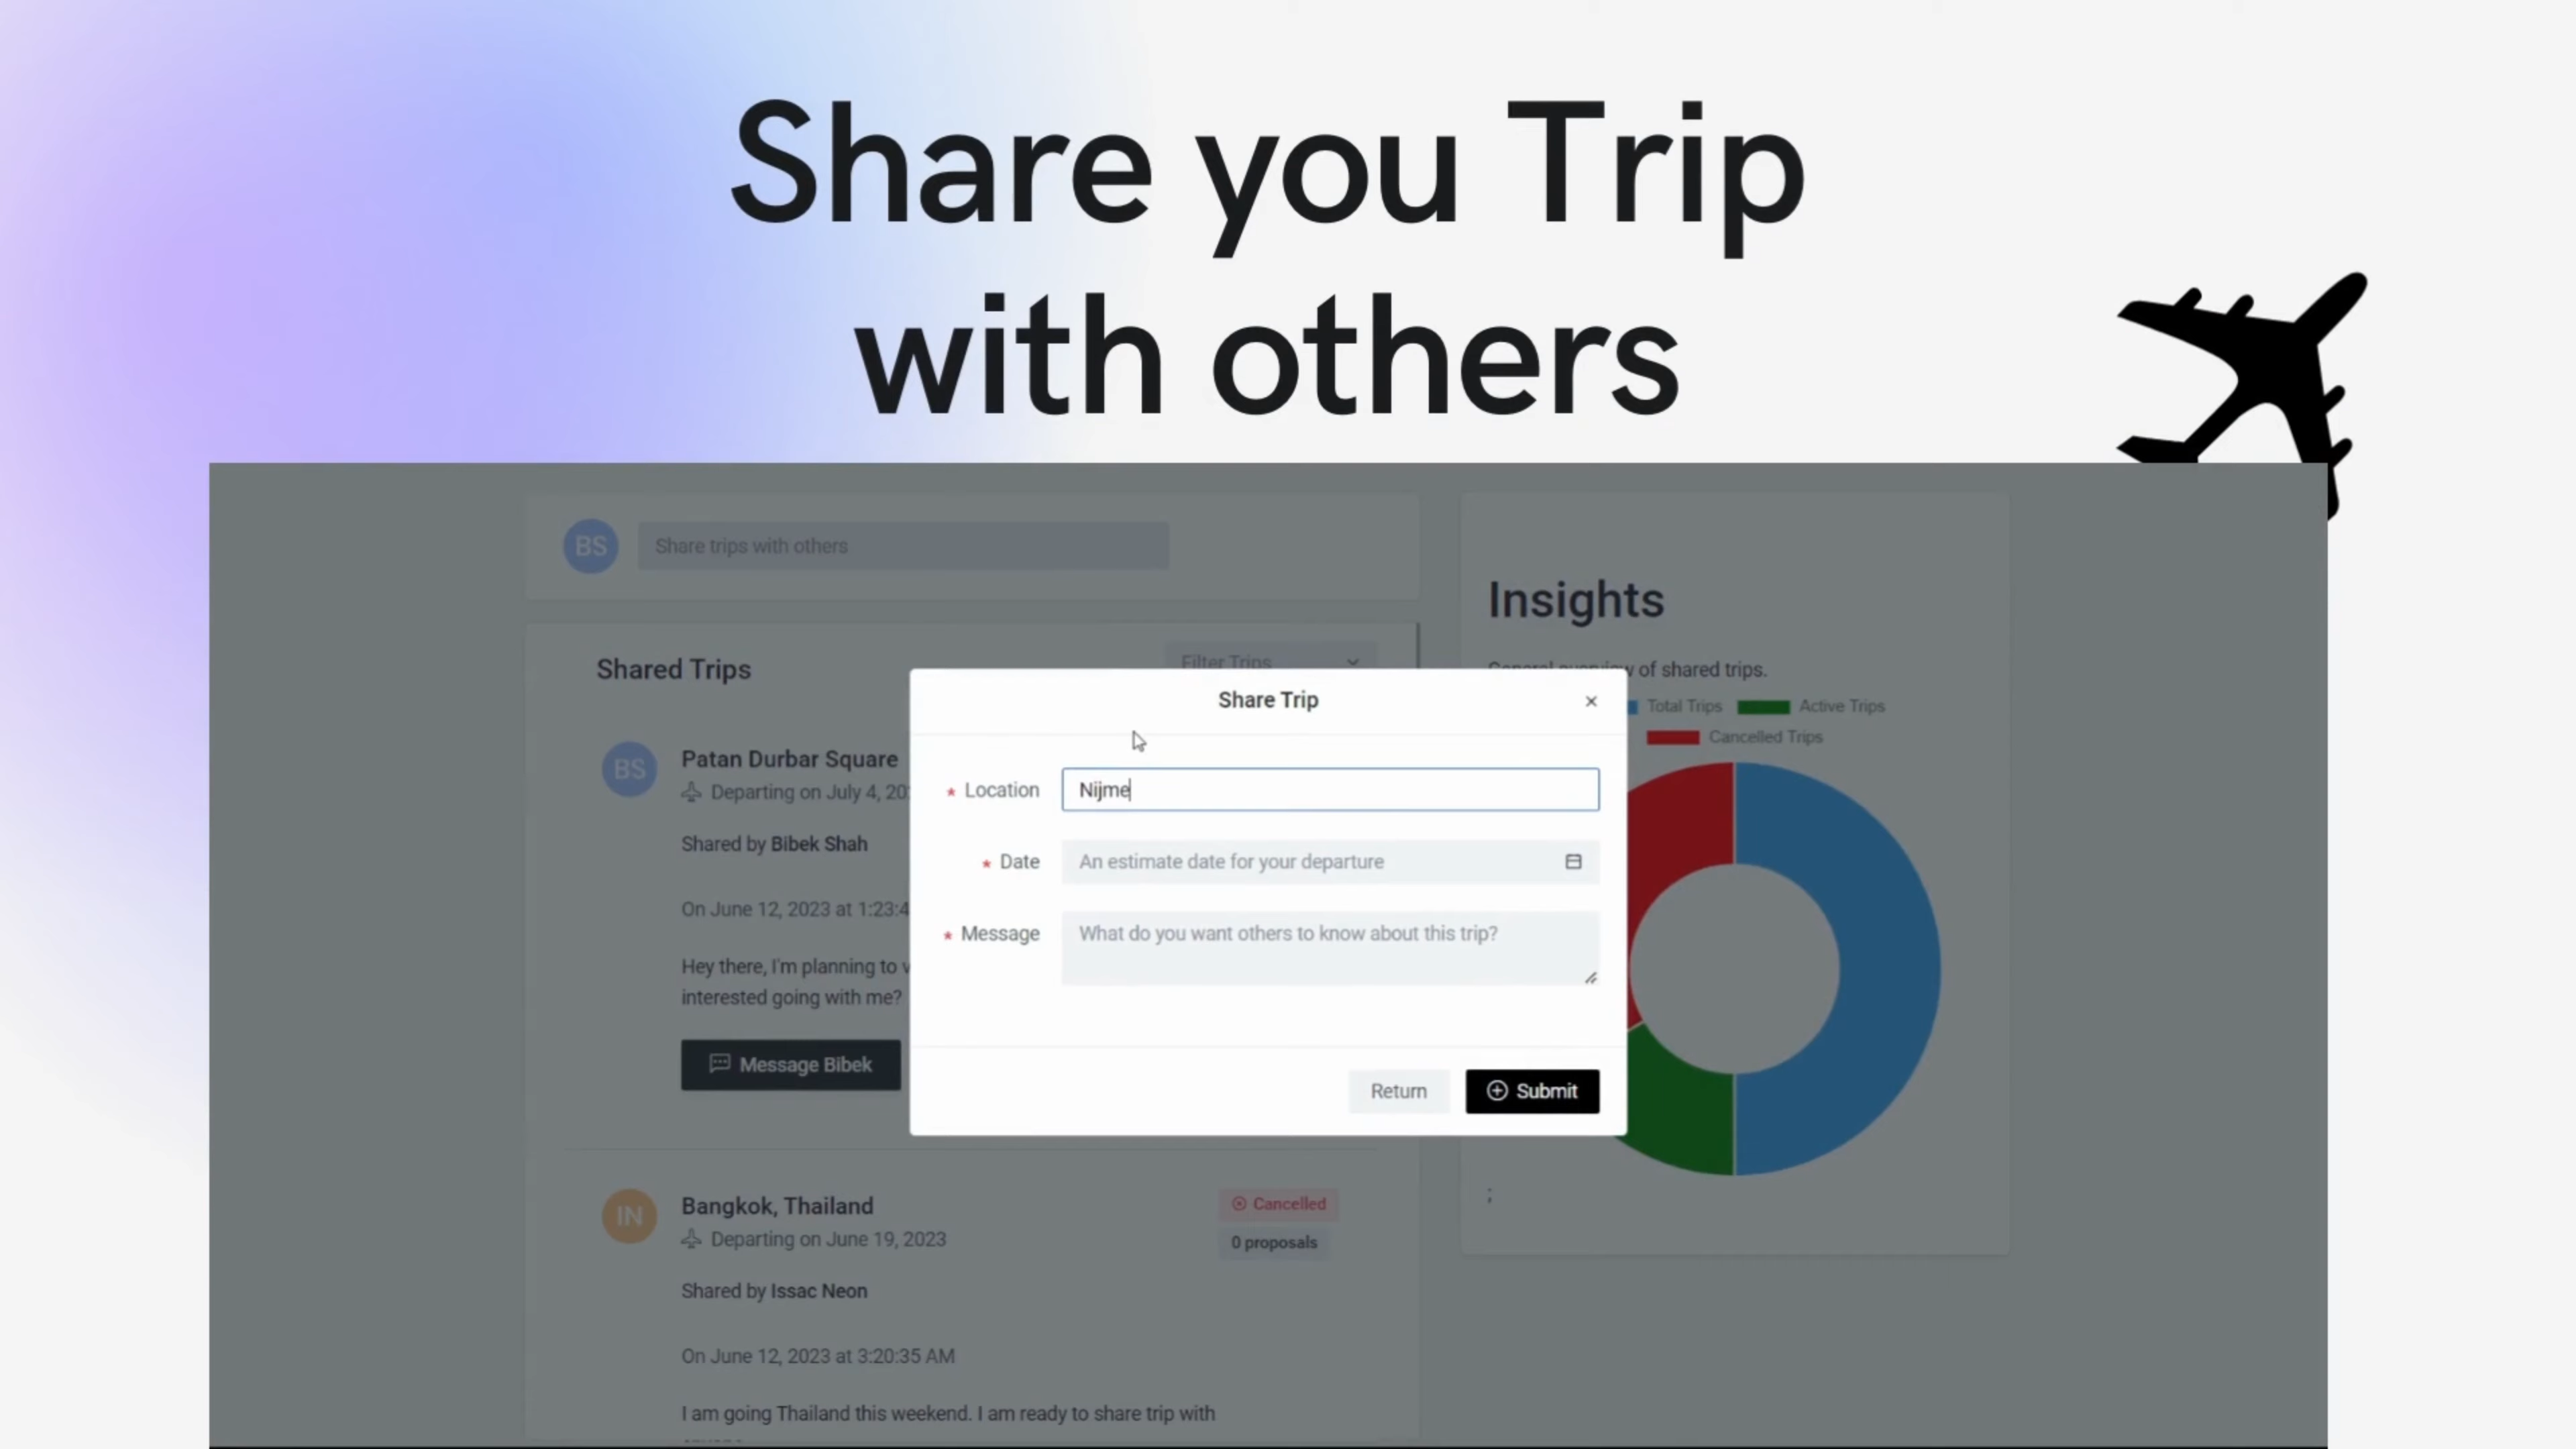 Share you Trip
with others
BS
Share trips with others
Insights
Shared Trips
Filter Trips
of shared trips.
Total Trips
Active Trips
Cancelled Trips
Share Trip
* Location
Nijme
* Date
An estimate date for your departure
* Message
What do you want others to know about this trip?
Return
Submit
BS
Patan Durbar Square
Departing on July 4, 20
Shared by Bibek Shah
On June 12, 2023 at 1:23:4
Hey there, I'm planning to
interested going with me?
Message Bibek
IN
Bangkok, Thailand
Departing on June 19, 2023
Cancelled
0 proposals
Shared by Issac Neon
On June 12, 2023 at 3:20:35 AM
I am going Thailand this weekend. I am ready to share trip with
;